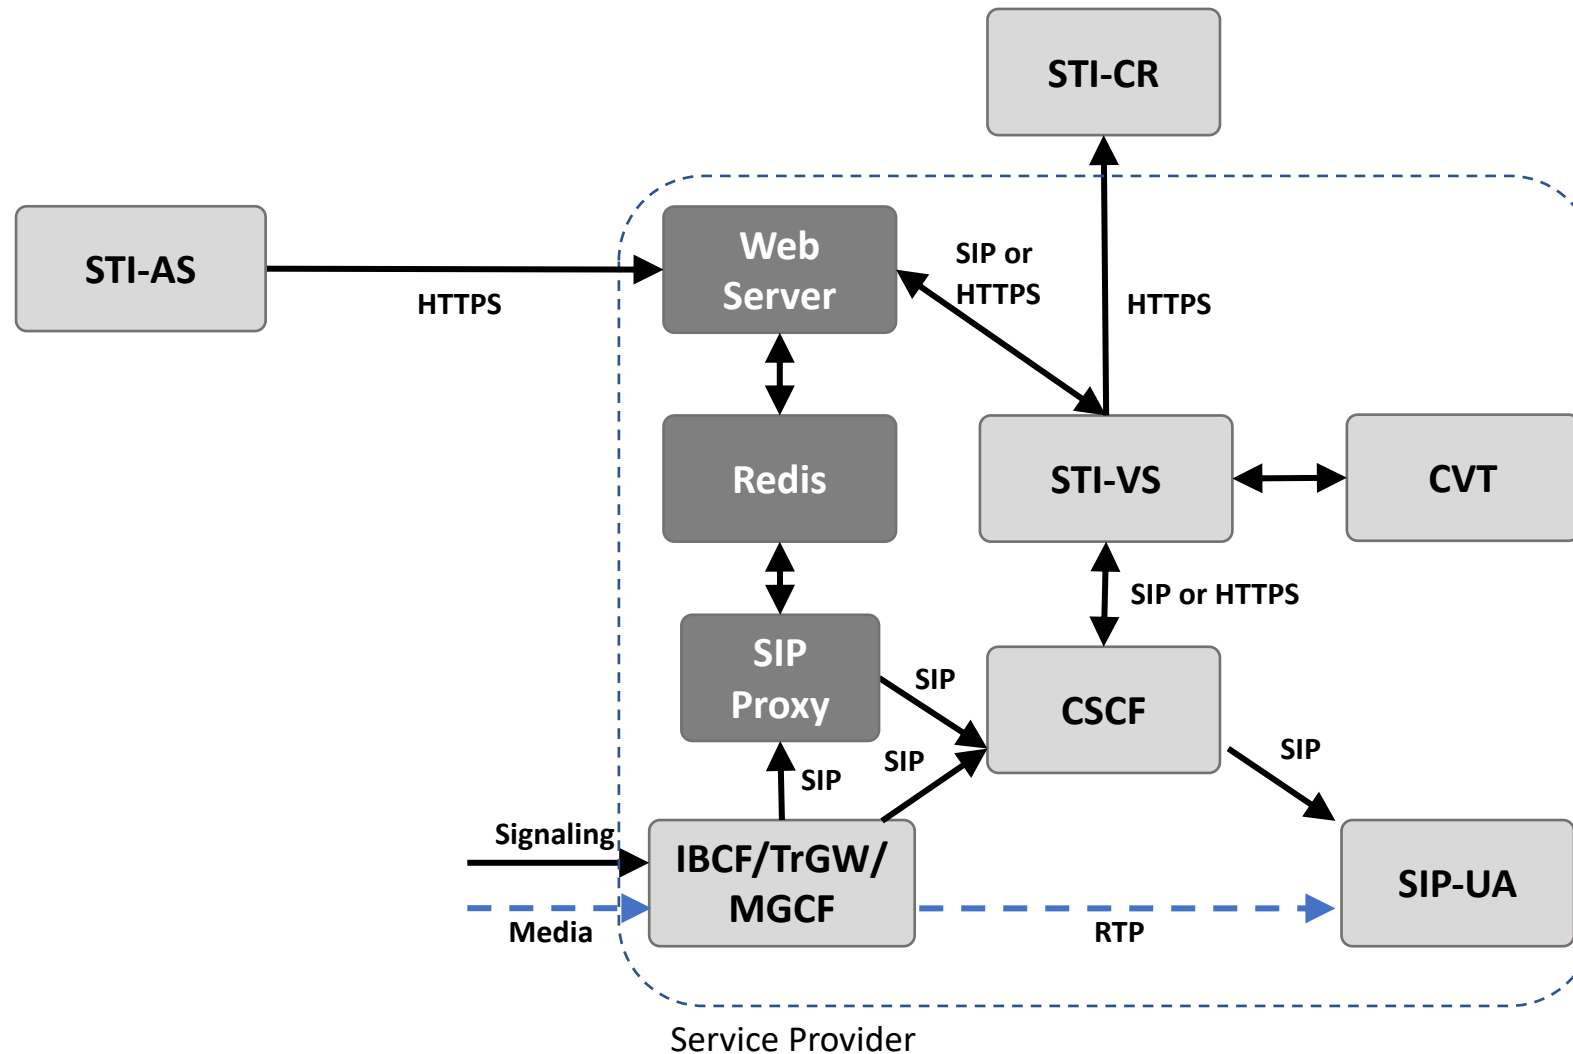 STI-CR
STI-AS
HTTPS
Web
Server
SIP or
HTTPS
HTTPS
Redis
STI-VS
CVT
SIP or HTTPS
SIP
Proxy
SIP
CSCF
SIP
SIP
SIP
Signaling
IBCF/TrGW/
MGCF
Media
RTP
SIP-UA
Service Provider